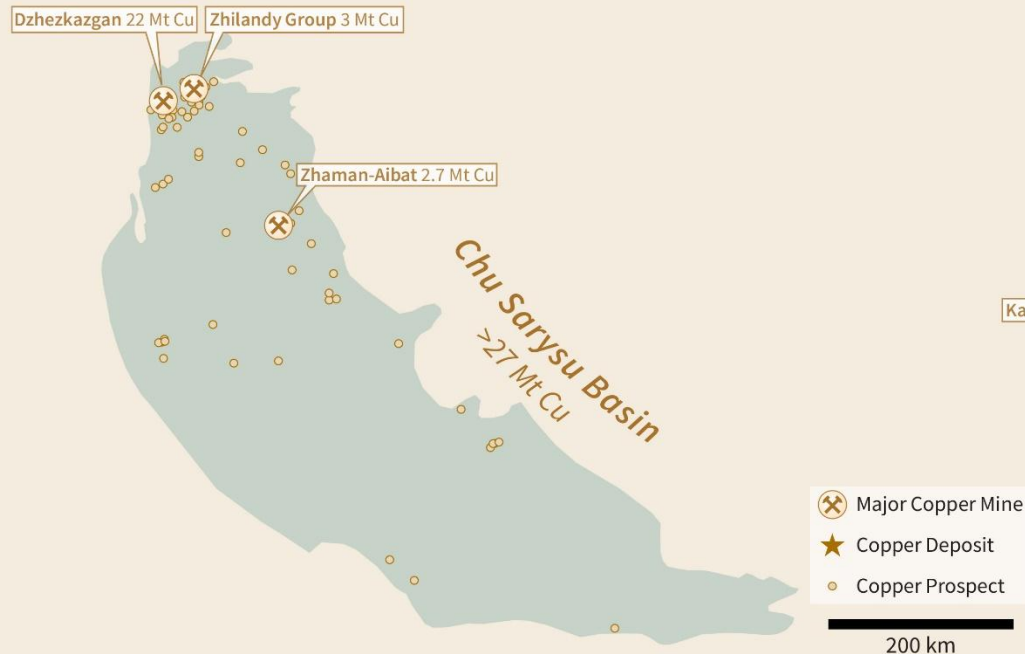 Dzhezkazgan 22 Mt Cu
Zhilandy Group 3 Mt Cu
Zhaman-Aibat 2.7 Mt Cu
Chu Sarysu Basin
>27 Mt Cu
Ka
Major Copper Mine
Copper Deposit
Copper Prospect
200 km